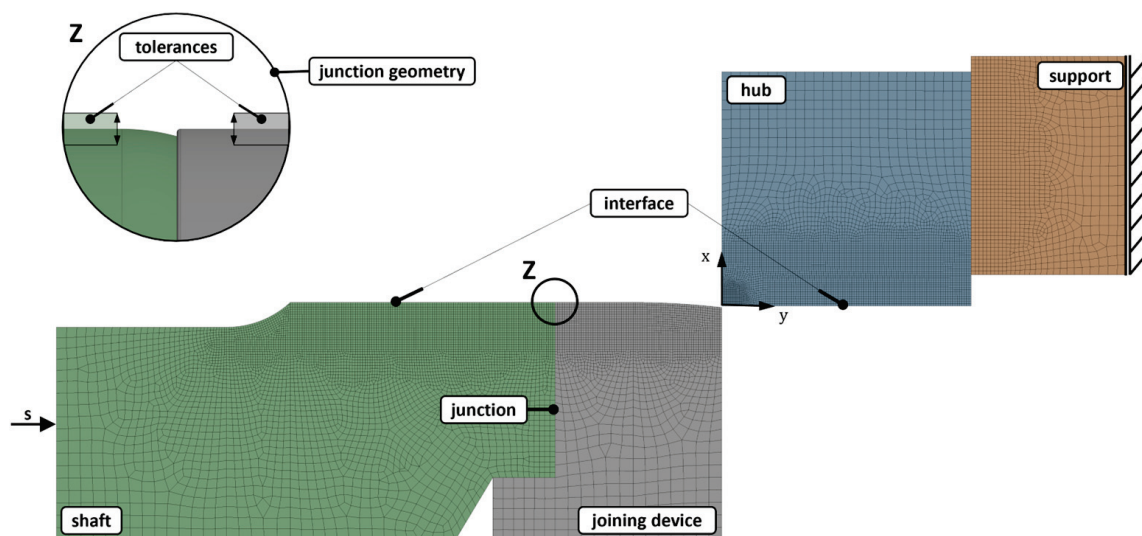 Z
tolerances
junction geometry
hub
support
interface
x
y
Z
s
junction
shaft
joining device